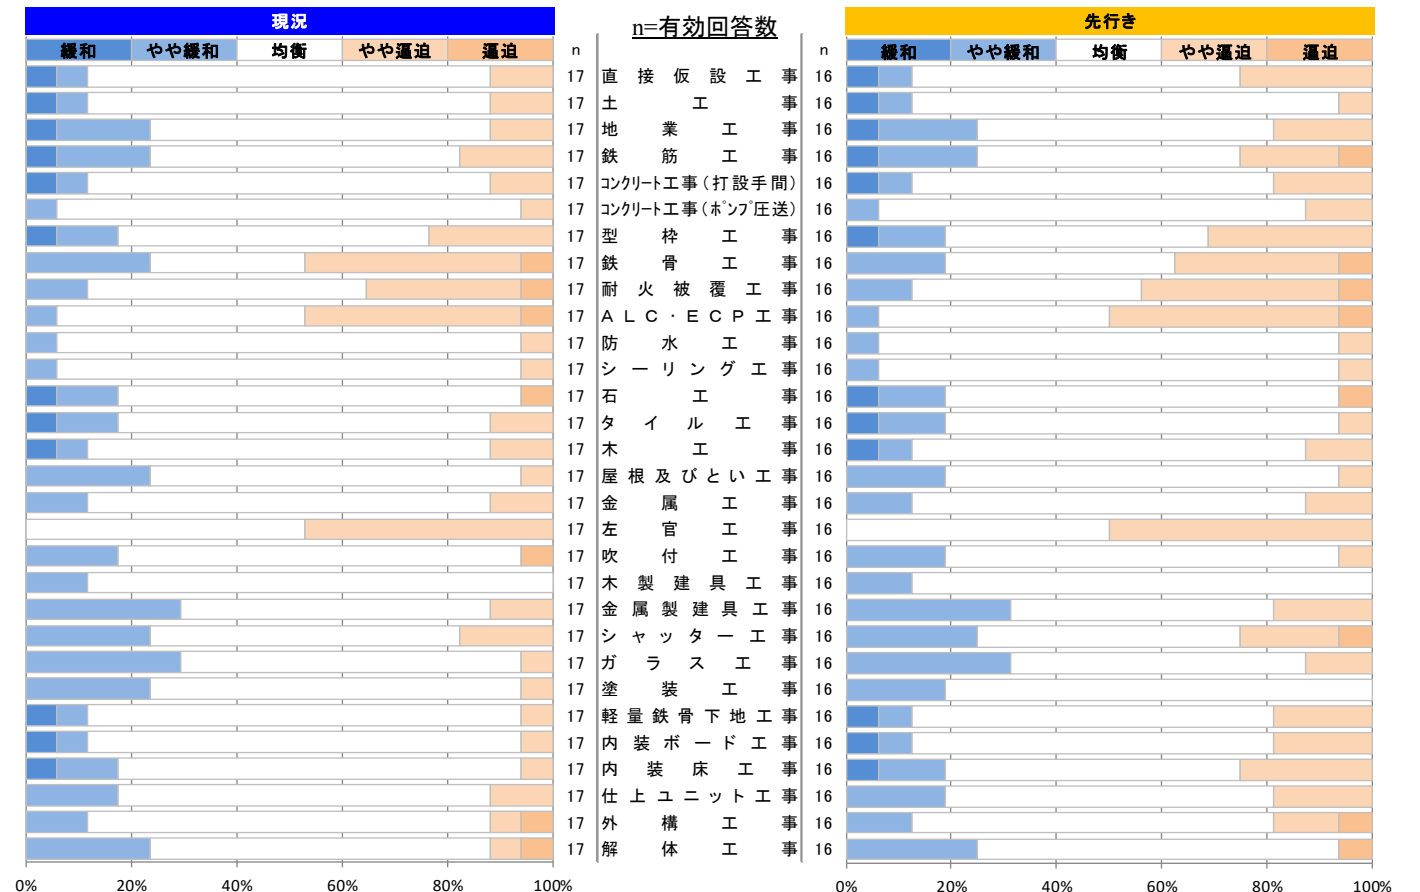 現況 n=有効回答数 先行き
緩和 やや緩和 均衡 やや逼迫 逼迫 n n 緩和 やや緩和 均衡 やや逼迫 逼迫
17 直接仮設工事 16
17 土工事 16
17 地業工事 16
17 鉄筋工事 16
17 コンクリート工事(打設手間) 16
17 コンクリート工事(ポンプ圧送) 16
17 型枠工事 16
17 鉄骨工事 16
17 耐火被覆工事 16
17 ALC・ECP工事 16
17 防水工事 16
17 シーリング工事 16
17 石工事 16
17 タイル工事 16
17 木工事 16
17 屋根及びとい工事 16
17 金属工事 16
17 左官工事 16
17 吹付工事 16
17 木製建具工事 16
17 金属製建具工事 16
17 シャッター工事 16
17 ガラス工事 16
17 塗装工事 16
17 軽量鉄骨下地工事 16
17 内装ボード工事 16
17 内装床工事 16
17 仕上ユニット工事 16
17 外構工事 16
17 解体工事 16
0% 20% 40% 60% 80% 100% 0% 20% 40% 60% 80% 100%